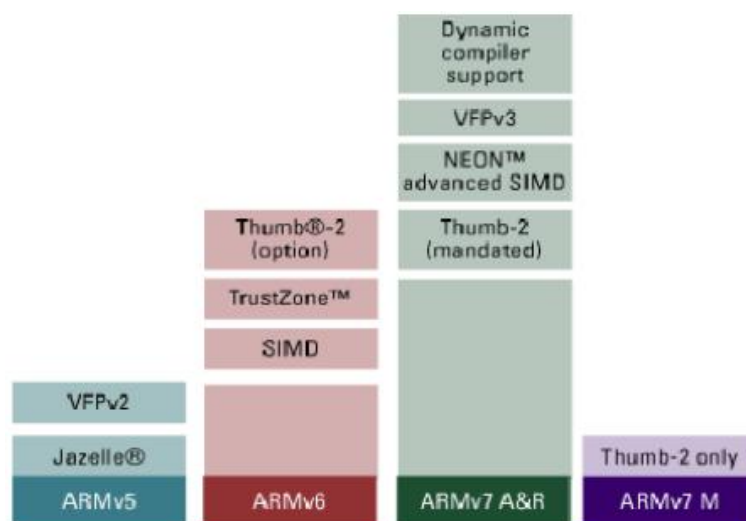 Dynamic
compiler
support
VFPv3
NEON™
advanced SIMD
Thumb®-2
(option)
Thumb-2
(mandated)
TrustZone™
SIMD
VFPv2
Jazelle®
Thumb-2 only
ARMv5
ARMv6
ARMv7 A&R
ARMv7 M